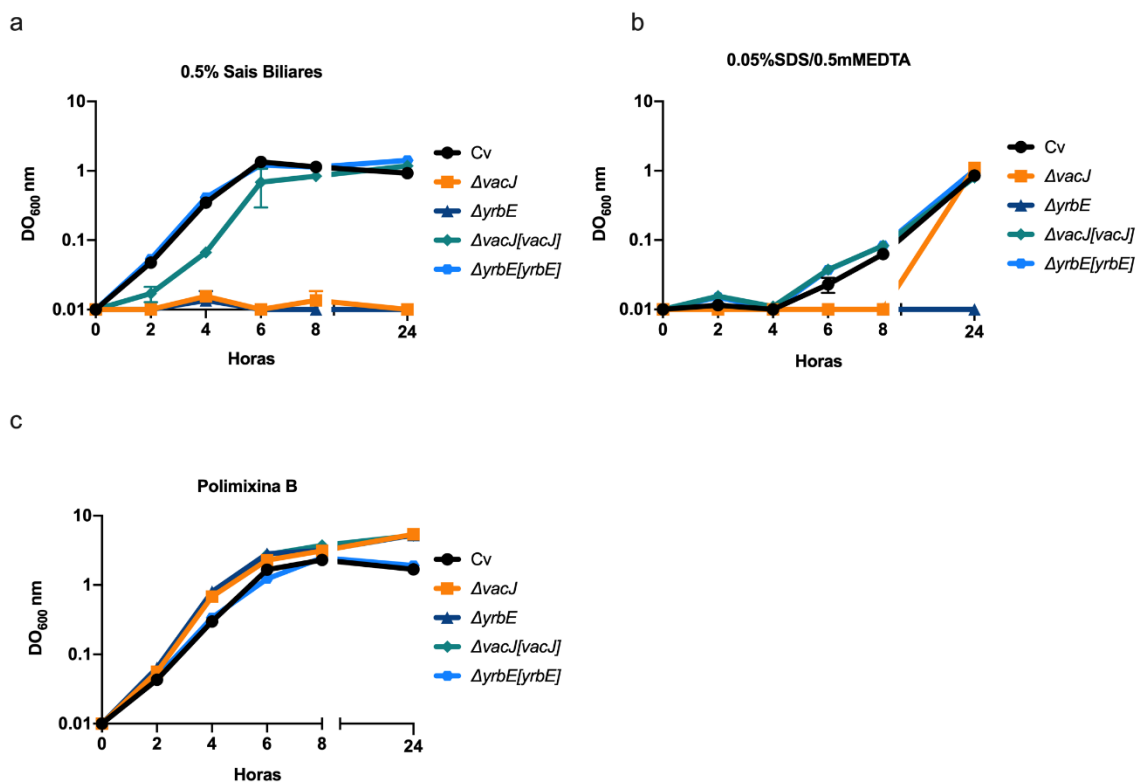 a
0.5% Sais Biliares
10
1
0.1
0.01
DO600 nm
0 2 4 6 8 24
Horas
Cv
ΔvacJ
ΔyrbE
ΔvacJ[vacJ]
ΔyrbE[yrbE]
b
0.05%SDS/0.5mMEDTA
10
1
0.1
0.01
DO600 nm
0 2 4 6 8 24
Horas
Cv
ΔvacJ
ΔyrbE
ΔvacJ[vacJ]
ΔyrbE[yrbE]
c
Polimixina B
10
1
0.1
0.01
DO600 nm
0 2 4 6 8 24
Horas
Cv
ΔvacJ
ΔyrbE
ΔvacJ[vacJ]
ΔyrbE[yrbE]